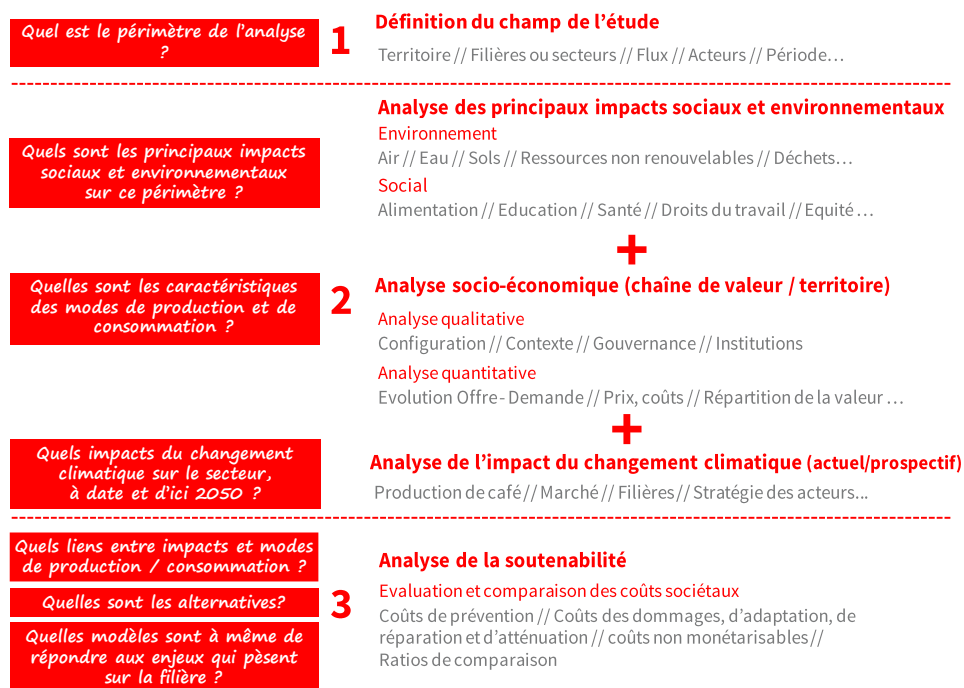 Quel est le périmètre de l'analyse
?
1
Définition du champ de l'étude
Territoire // Filières ou secteurs // Flux // Acteurs // Période…
Analyse des principaux impacts sociaux et environnementaux
Quels sont les principaux impacts
sociaux et environnementaux
sur ce périmètre ?
Environnement
Air // Eau // Sols // Ressources non renouvelables // Déchets…
Social
Alimentation // Education // Santé // Droits du travail // Equité …
+
Quelles sont les caractéristiques
des modes de production et de
consommation ?
2
Analyse socio-économique (chaîne de valeur / territoire)
Analyse qualitative
Configuration // Contexte // Gouvernance // Institutions
Analyse quantitative
Evolution Offre - Demande // Prix, coûts // Répartition de la valeur …
+
Quels impacts du changement
climatique sur le secteur,
à date et d'ici 2050 ?
Analyse de l'impact du changement climatique (actuel/prospectif)
Production de café // Marché // Filières // Stratégie des acteurs...
Quels liens entre impacts et modes
de production / consommation ?
Quelles sont les alternatives?
Quelles modèles sont à même de
répondre aux enjeux qui pèsent
sur la filière ?
3
Analyse de la soutenabilité
Evaluation et comparaison des coûts sociétaux
Coûts de prévention // Coûts des dommages, d'adaptation, de
réparation et d'atténuation // coûts non monétarisables //
Ratios de comparaison